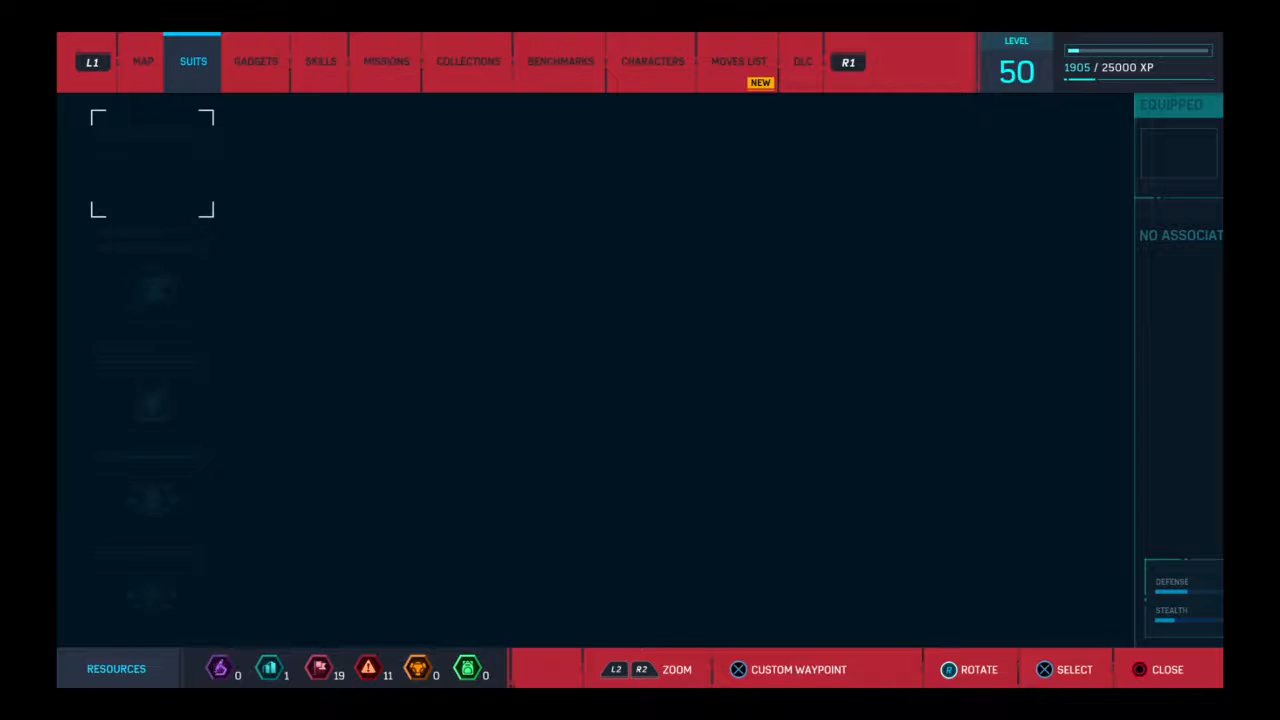 L1 MAP SUITS GADGETS SKILLS MISSIONS COLLECTIONS BENCHMARKS CHARACTERS MOVES LIST DLC R1
NEW
LEVEL
50
1905 / 25000 XP
EQUIPPED
NO ASSOCIAT
DEFENSE
STEALTH
RESOURCES 0 1 19 11 0 0 L2 R2 ZOOM CUSTOM WAYPOINT R ROTATE SELECT CLOSE